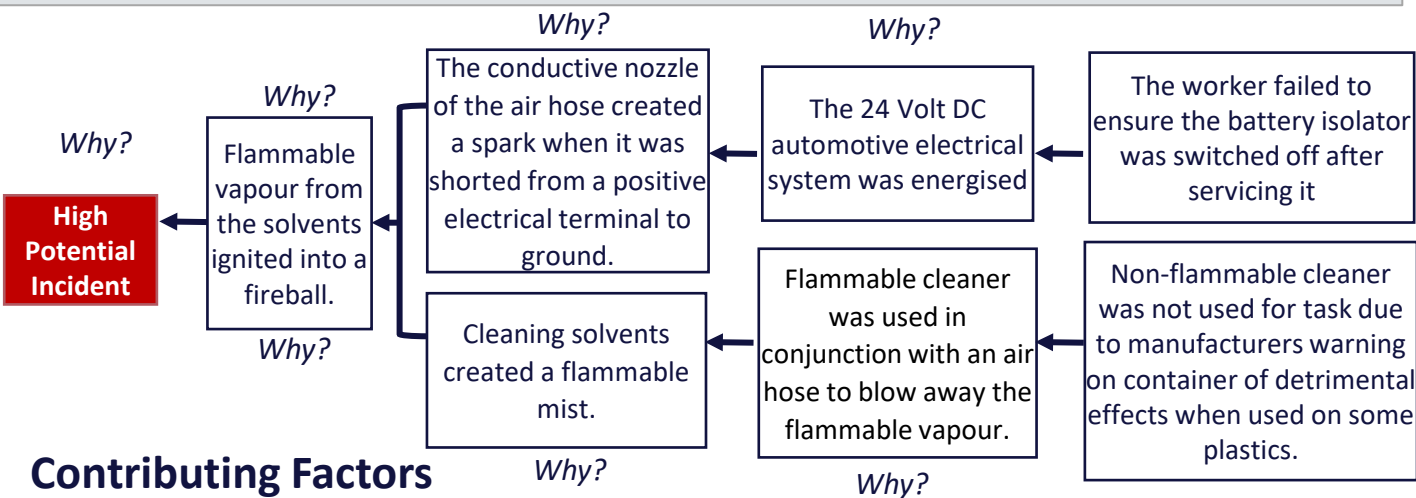 Why?
High
Potential
Incident
Why?
Flammable
vapour from
the solvents
ignited into a
fireball.
Why?
Why?
The conductive nozzle
of the air hose created
a spark when it was
shorted from a positive
electrical terminal to
ground.
Why?
The 24 Volt DC
automotive electrical
system was energised
The worker failed to
ensure the battery isolator
was switched off after
servicing it
Cleaning solvents
created a flammable
mist.
Why?
Flammable cleaner
was used in
conjunction with an air
hose to blow away the
flammable vapour.
Why?
Non-flammable cleaner
was not used for task due
to manufacturers warning
on container of detrimental
effects when used on some
plastics.
Contributing Factors